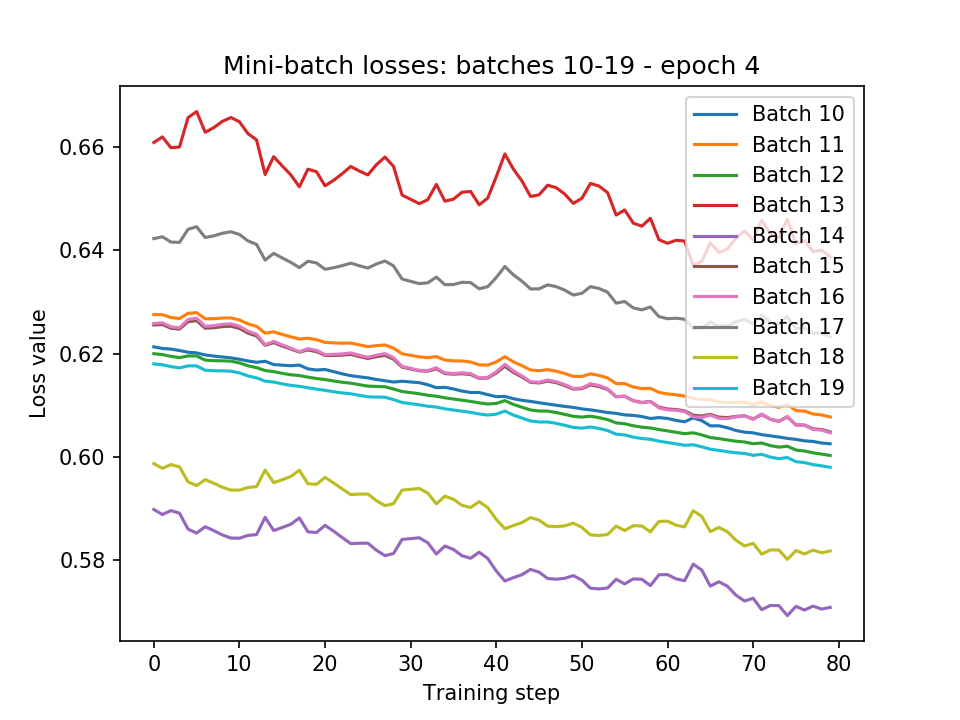 Mini-batch losses: batches 10-19 - epoch 4
Batch 10
Batch 11
Batch 12
Batch 13
Batch 14
Batch 15
Batch 16
Batch 17
Batch 18
Batch 19
0.66
0.64
0.62
0.60
0.58
Loss value
0 10 20 30 40 50 60 70 80
Training step